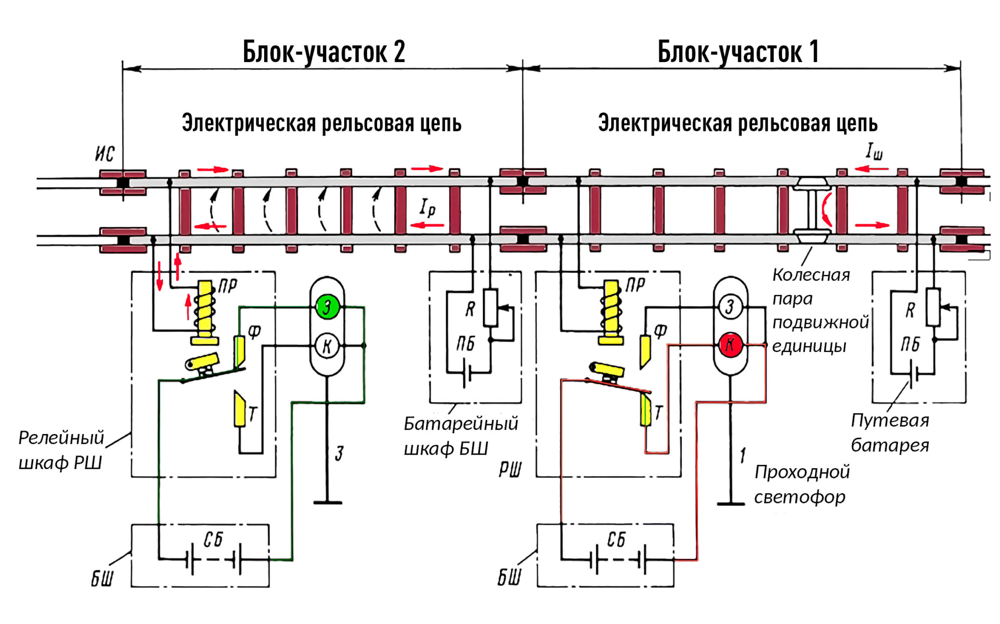 Блок-участок 2
Блок-участок 1
Электрическая рельсовая цепь
Электрическая рельсовая цепь
ИС
Iш
Iр
ПР
З
Ф
К
Т
R
ПБ
Релейный
шкаф РШ
Батарейный
шкаф БШ
3
СБ
БШ
ПР
З
Ф
К
Т
РШ
1
Колесная
пара
подвижной
единицы
R
ПБ
Путевая
батарея
Проходной
светофор
СБ
БШ